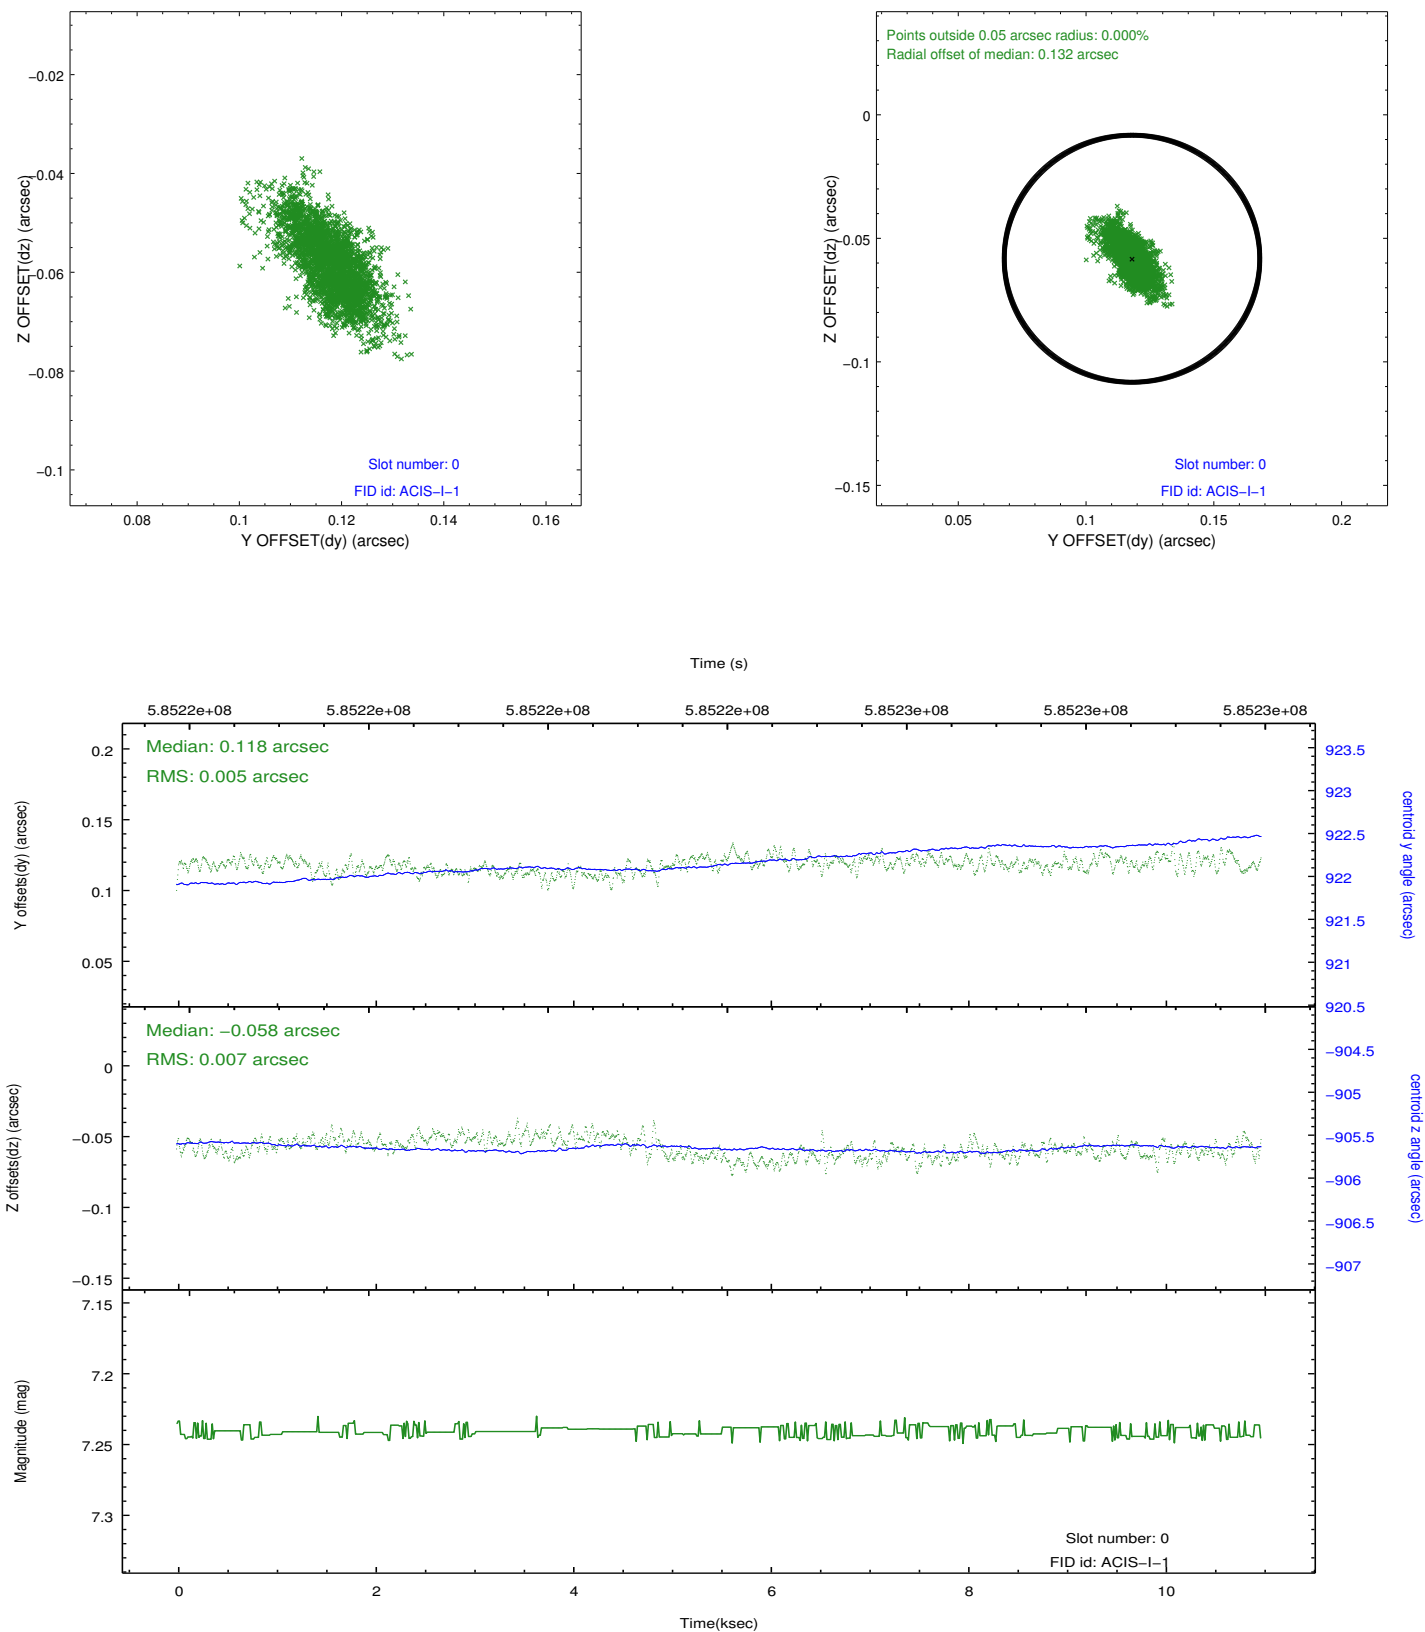 −0.02
−0.04
−0.06
−0.08
−0.1
Z OFFSET(dz) (arcsec)
Slot number: 0
FID id: ACIS−I−1
0.08 0.1 0.12 0.14 0.16
Y OFFSET(dy) (arcsec)
Points outside 0.05 arcsec radius: 0.000%
Radial offset of median: 0.132 arcsec
0
−0.05
−0.1
−0.15
Z OFFSET(dz) (arcsec)
Slot number: 0
FID id: ACIS−I−1
0.05 0.1 0.15 0.2
Y OFFSET(dy) (arcsec)
Time (s)
5.8522e+08 5.8522e+08 5.8522e+08 5.8522e+08 5.8523e+08 5.8523e+08 5.8523e+08
Median: 0.118 arcsec
RMS: 0.005 arcsec
0.2
0.15
0.1
0.05
Y offsets(dy) (arcsec)
923.5
923
922.5
922
921.5
921
920.5
centroid y angle (arcsec)
Median: −0.058 arcsec
RMS: 0.007 arcsec
0
−0.05
−0.1
−0.15
Z offsets(dz) (arcsec)
−904.5
−905
−905.5
−906
−906.5
−907
centroid z angle (arcsec)
7.15
7.2
7.25
7.3
Magnitude (mag)
Slot number: 0
FID id: ACIS−I−1
0 2 4 6 8 10
Time(ksec)